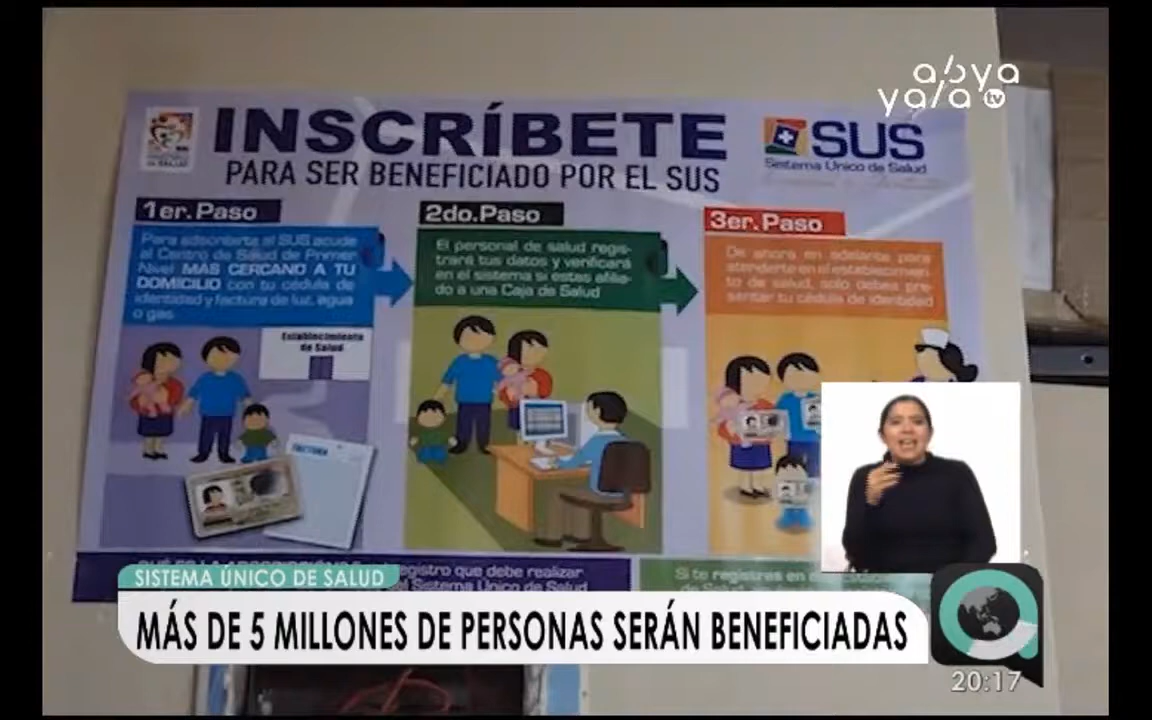 abya
yala tv
INSCRÍBETE
PARA SER BENEFICIADO POR EL SUS
SUS
Sistema Único de Salud
DE SALUD
1er. Paso
Para adscribirte al SUS acude
al Centro de Salud de Primer
Nivel MAS CERCANO A TU
DOMICILIO con tu cédula de
identidad y factura de luz, agua
o gas.
Establecimiento
de Salud
FACTURA
2do. Paso
El personal de salud regis-
trará tus datos y verificará
en el sistema si estas afilia-
do a una Caja de Salud
3er. Paso
De ahora en adelante para
atenderte en el establecimien-
to de salud, solo debes pre-
sentar tu cédula de identidad
registro que debe realizar
el Sistema Único de Salud
Si te registras en
SISTEMA ÚNICO DE SALUD
MÁS DE 5 MILLONES DE PERSONAS SERÁN BENEFICIADAS
20:17